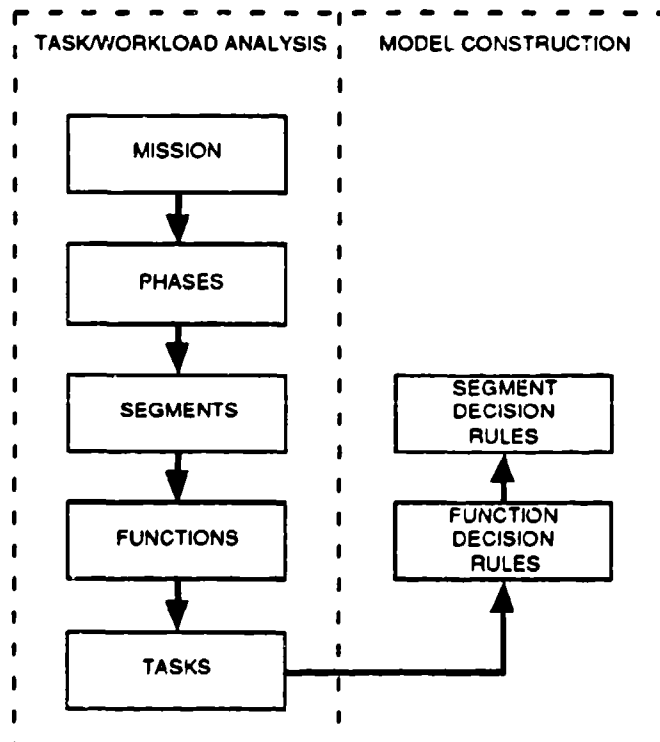 TASK/WORKLOAD ANALYSIS
MODEL CONSTRUCTION
MISSION
PHASES
SEGMENTS
FUNCTIONS
TASKS
SEGMENT
DECISION
RULES
FUNCTION
DECISION
RULES